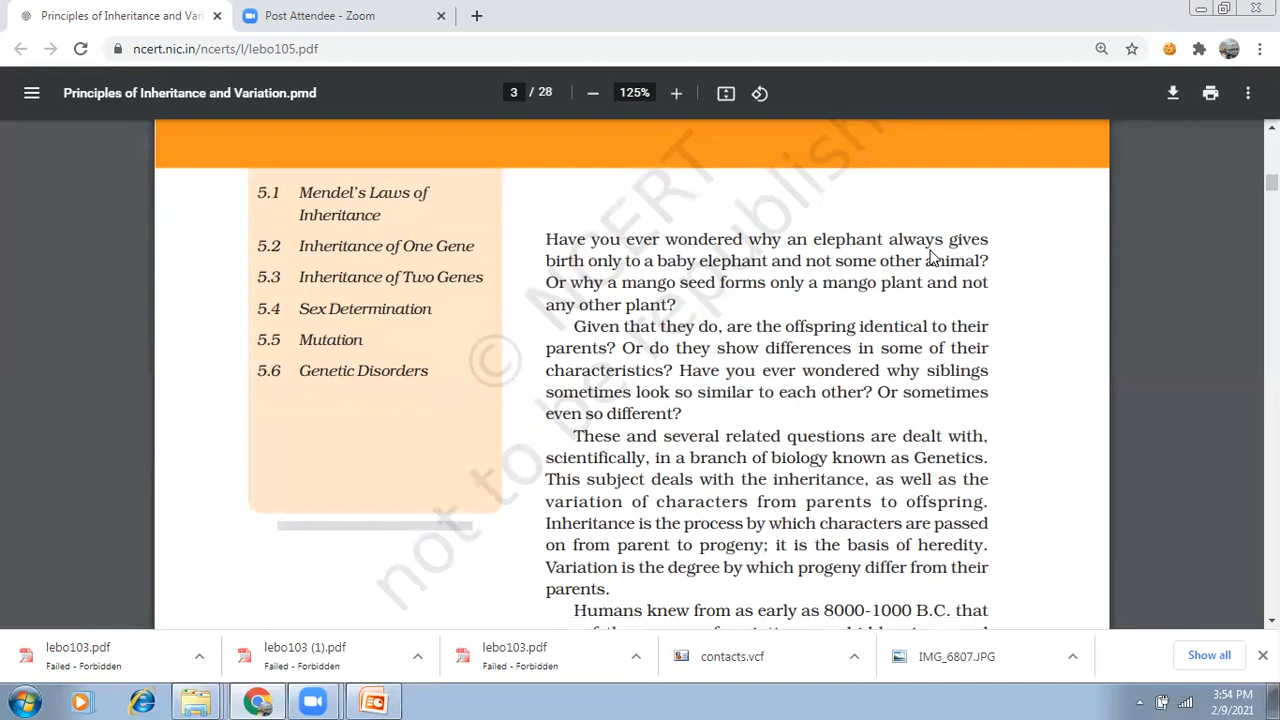 Principles of Inheritance and Vari
Post Attendee - Zoom
ncert.nic.in/ncerts/l/lebo105.pdf
Principles of Inheritance and Variation.pmd
3 / 28
125%
5.1 Mendel's Laws of
Inheritance
5.2 Inheritance of One Gene
5.3 Inheritance of Two Genes
5.4 Sex Determination
5.5 Mutation
5.6 Genetic Disorders
Have you ever wondered why an elephant always gives
birth only to a baby elephant and not some other animal?
Or why a mango seed forms only a mango plant and not
any other plant?
Given that they do, are the offspring identical to their
parents? Or do they show differences in some of their
characteristics? Have you ever wondered why siblings
sometimes look so similar to each other? Or sometimes
even so different?
These and several related questions are dealt with,
scientifically, in a branch of biology known as Genetics.
This subject deals with the inheritance, as well as the
variation of characters from parents to offspring.
Inheritance is the process by which characters are passed
on from parent to progeny; it is the basis of heredity.
Variation is the degree by which progeny differ from their
parents.
Humans knew from as early as 8000-1000 B.C. that
© NCERT
not to be republish
lebo103.pdf
Failed - Forbidden
lebo103 (1).pdf
Failed - Forbidden
lebo103.pdf
Failed - Forbidden
contacts.vcf
IMG_6807.JPG
Show all
3:54 PM
2/9/2021